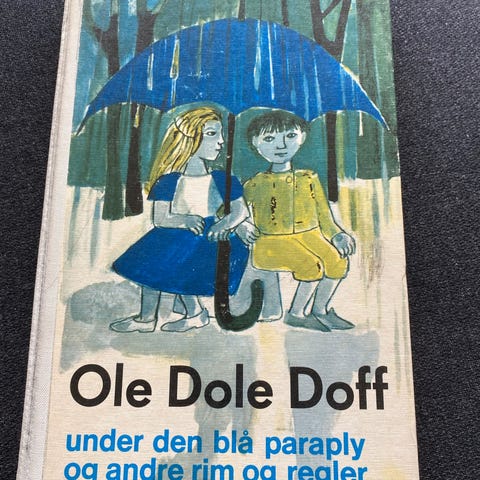 Ole Dole Doff
under den blå paraply
og andre rim og regler